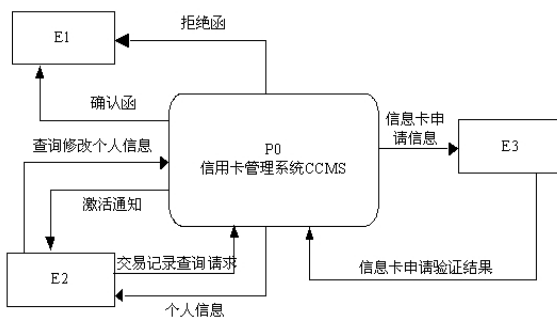 拒绝函
E1
确认函
P0
信用卡管理系统CCMS
信息卡申
请信息
E3
查询修改个人信息
激活通知
交易记录查询请求
E2
信息卡申请验证结果
个人信息